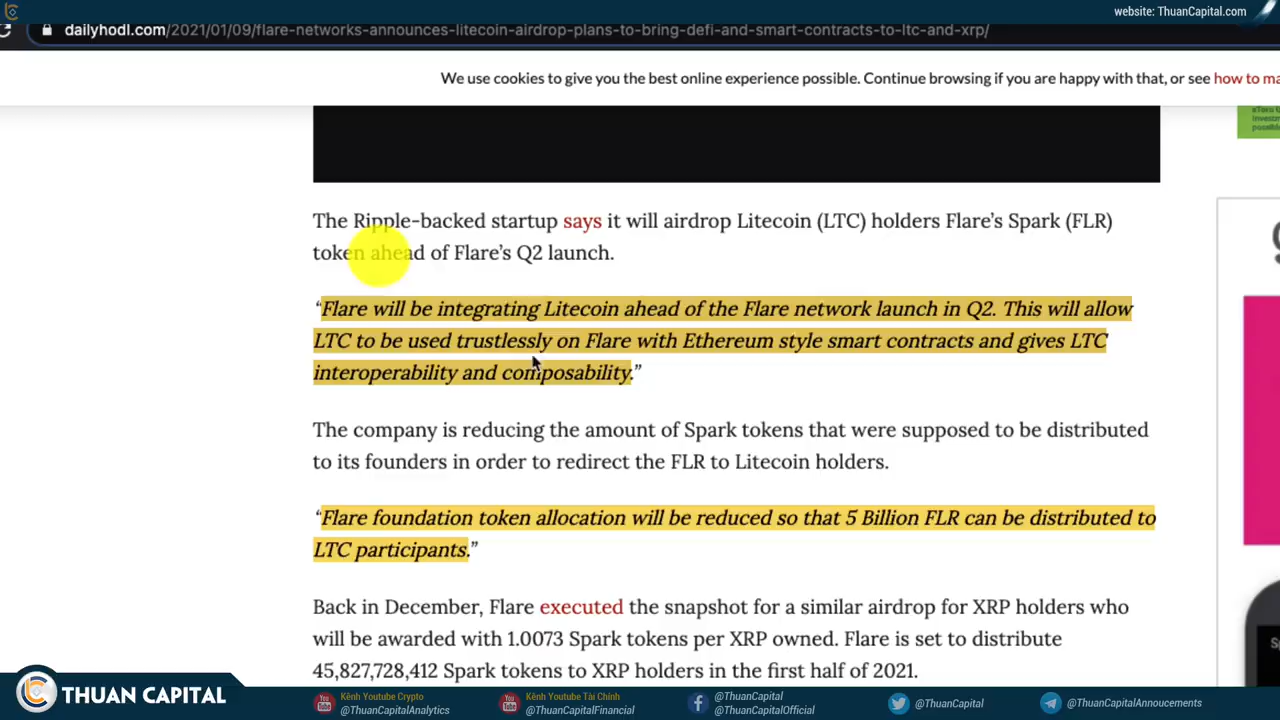 website: ThuanCapital.com
dailyhodl.com/2021/01/09/flare-networks-announces-litecoin-airdrop-plans-to-bring-defi-and-smart-contracts-to-ltc-and-xrp/
We use cookies to give you the best online experience possible. Continue browsing if you are happy with that, or see how to ma
possible
The Ripple-backed startup says it will airdrop Litecoin (LTC) holders Flare’s Spark (FLR)
token ahead of Flare’s Q2 launch.
“Flare will be integrating Litecoin ahead of the Flare network launch in Q2. This will allow
LTC to be used trustlessly on Flare with Ethereum style smart contracts and gives LTC
interoperability and composability.”
The company is reducing the amount of Spark tokens that were supposed to be distributed
to its founders in order to redirect the FLR to Litecoin holders.
“Flare foundation token allocation will be reduced so that 5 Billion FLR can be distributed to
LTC participants.”
Back in December, Flare executed the snapshot for a similar airdrop for XRP holders who
will be awarded with 1.0073 Spark tokens per XRP owned. Flare is set to distribute
45,827,728,412 Spark tokens to XRP holders in the first half of 2021.
THUAN CAPITAL
Kênh Youtube Crypto
@ThuanCapitalAnalytics
Kênh Youtube Tài Chính
@ThuanCapitalFinancial
@ThuanCapital
@ThuanCapitalOfficial
@ThuanCapital
@ThuanCapitalAnnoucements